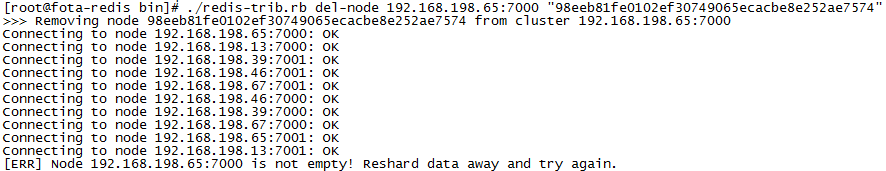 [root@fota-redis bin]# ./redis-trib.rb del-node 192.168.198.65:7000 "98eeb81fe0102ef30749065ecacbe8e252ae7574"
>>> Removing node 98eeb81fe0102ef30749065ecacbe8e252ae7574 from cluster 192.168.198.65:7000
Connecting to node 192.168.198.65:7000: OK
Connecting to node 192.168.198.13:7000: OK
Connecting to node 192.168.198.39:7001: OK
Connecting to node 192.168.198.46:7001: OK
Connecting to node 192.168.198.67:7001: OK
Connecting to node 192.168.198.46:7000: OK
Connecting to node 192.168.198.39:7000: OK
Connecting to node 192.168.198.67:7000: OK
Connecting to node 192.168.198.65:7001: OK
Connecting to node 192.168.198.13:7001: OK
[ERR] Node 192.168.198.65:7000 is not empty! Reshard data away and try again.